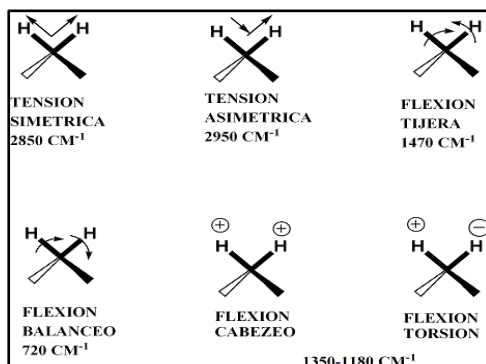 H H
TENSION
SIMETRICA
2850 CM-1
H H
TENSION
ASIMETRICA
2950 CM-1
H H
FLEXION
TIJERA
1470 CM-1
H H
FLEXION
BALANCEO
720 CM-1
+ +
H H
FLEXION
CABEZEO
+ −
H H
FLEXION
TORSION
1350-1180 CM-1